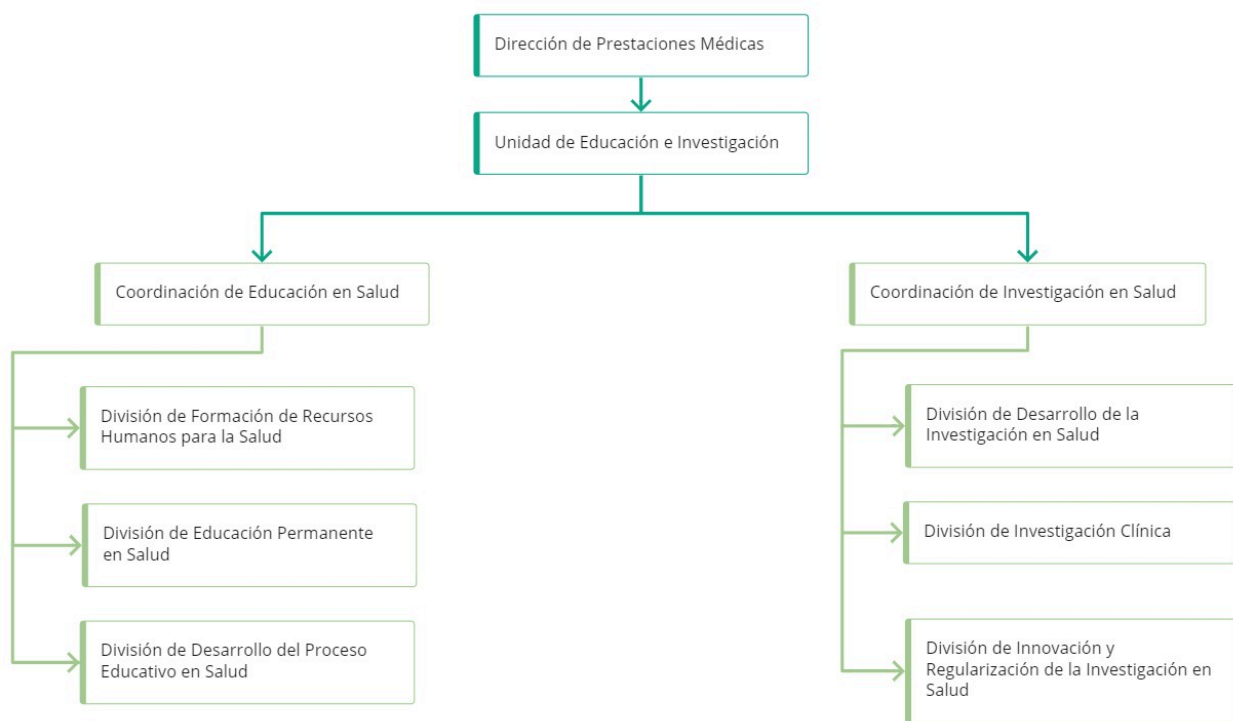 Dirección de Prestaciones Médicas
Unidad de Educación e Investigación
Coordinación de Educación en Salud
Coordinación de Investigación en Salud
División de Formación de Recursos
Humanos para la Salud
División de Educación Permanente
en Salud
División de Desarrollo del Proceso
Educativo en Salud
División de Desarrollo de la
Investigación en Salud
División de Investigación Clínica
División de Innovación y
Regularización de la Investigación en
Salud